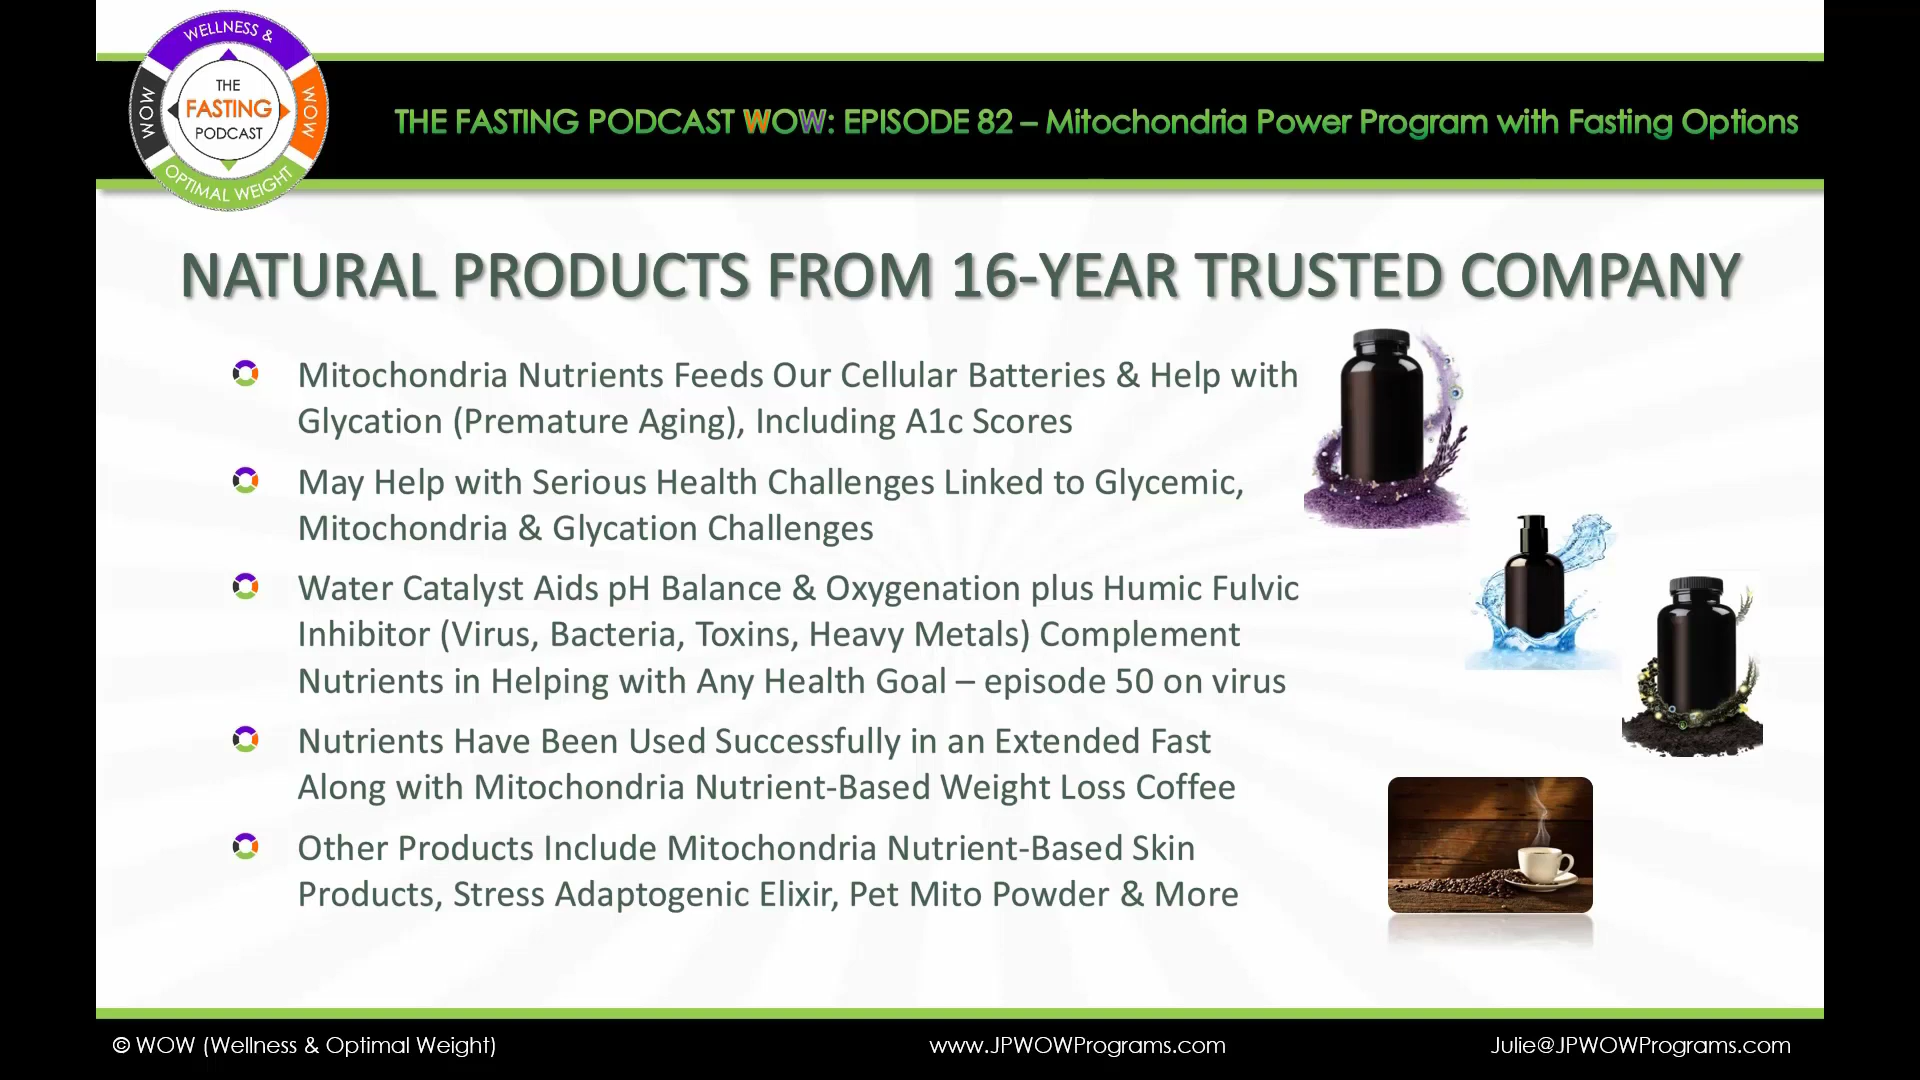 WELLNESS &
WOW
THE
FASTING
PODCAST
WOW
OPTIMAL WEIGHT
THE FASTING PODCAST WOW: EPISODE 82 – Mitochondria Power Program with Fasting Options
NATURAL PRODUCTS FROM 16-YEAR TRUSTED COMPANY
Mitochondria Nutrients Feeds Our Cellular Batteries & Help with
Glycation (Premature Aging), Including A1c Scores
May Help with Serious Health Challenges Linked to Glycemic,
Mitochondria & Glycation Challenges
Water Catalyst Aids pH Balance & Oxygenation plus Humic Fulvic
Inhibitor (Virus, Bacteria, Toxins, Heavy Metals) Complement
Nutrients in Helping with Any Health Goal – episode 50 on virus
Nutrients Have Been Used Successfully in an Extended Fast
Along with Mitochondria Nutrient-Based Weight Loss Coffee
Other Products Include Mitochondria Nutrient-Based Skin
Products, Stress Adaptogenic Elixir, Pet Mito Powder & More
© WOW (Wellness & Optimal Weight)
www.JPWOWPrograms.com
Julie@JPWOWPrograms.com